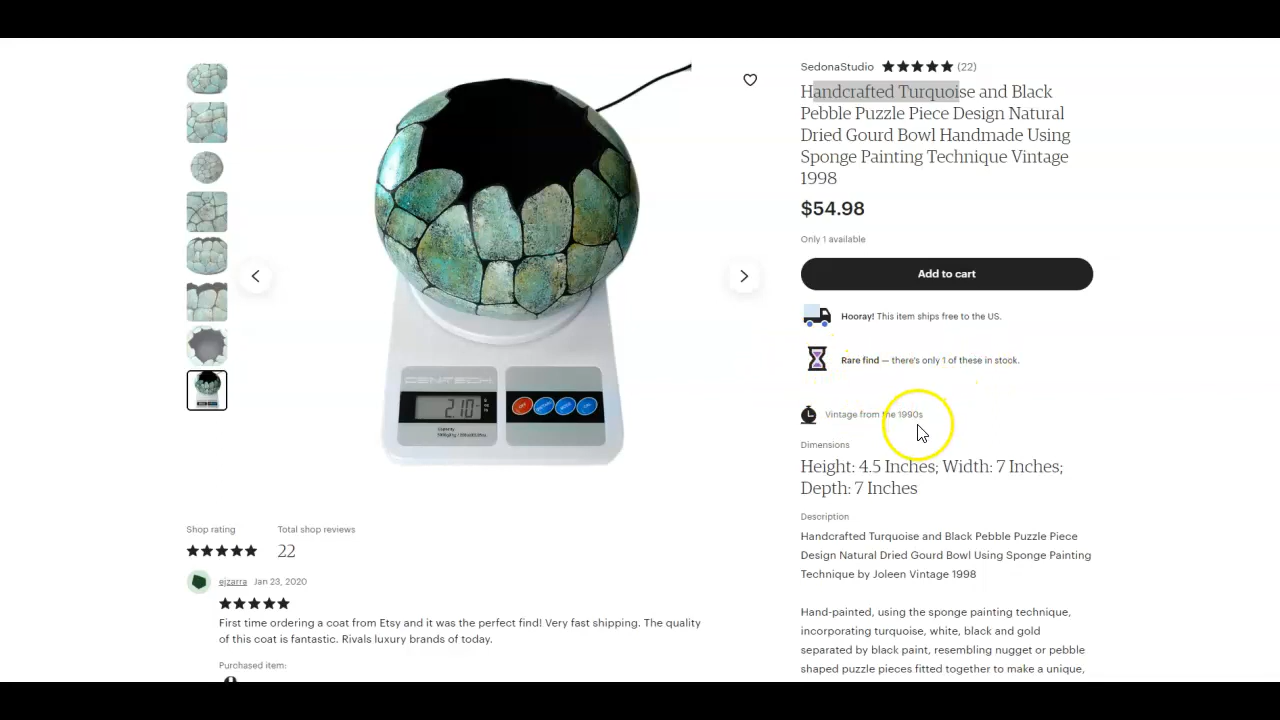 SedonaStudio (22)
Handcrafted Turquoise and Black
Pebble Puzzle Piece Design Natural
Dried Gourd Bowl Handmade Using
Sponge Painting Technique Vintage
1998
$54.98
Only 1 available
Add to cart
Hooray! This item ships free to the US.
Rare find — there's only 1 of these in stock.
Vintage from the 1990s
Dimensions
Height: 4.5 Inches; Width: 7 Inches;
Depth: 7 Inches
Description
Handcrafted Turquoise and Black Pebble Puzzle Piece
Design Natural Dried Gourd Bowl Using Sponge Painting
Technique by Joleen Vintage 1998
Hand-painted, using the sponge painting technique,
incorporating turquoise, white, black and gold
separated by black paint, resembling nugget or pebble
shaped puzzle pieces fitted together to make a unique,
2.10
Shop rating
Total shop reviews
22
ejzarra Jan 23, 2020
First time ordering a coat from Etsy and it was the perfect find! Very fast shipping. The quality
of this coat is fantastic. Rivals luxury brands of today.
Purchased item: